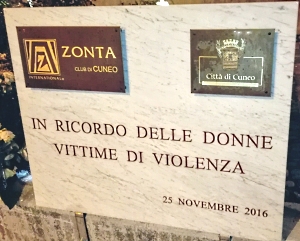 ZONTA
CLUB DI CUNEO
INTERNATIONAL
Città di Cuneo
IN RICORDO DELLE DONNE
VITTIME DI VIOLENZA
25 NOVEMBRE 2016